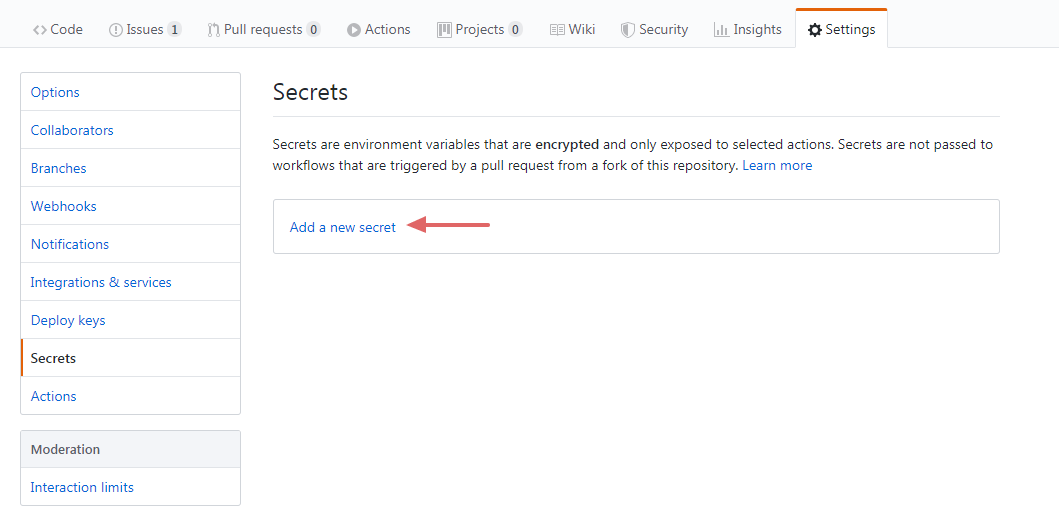 Code Issues 1 Pull requests 0 Actions Projects 0 Wiki Security Insights Settings
Options
Collaborators
Branches
Webhooks
Notifications
Integrations & services
Deploy keys
Secrets
Actions
Moderation
Interaction limits
Secrets
Secrets are environment variables that are encrypted and only exposed to selected actions. Secrets are not passed to
workflows that are triggered by a pull request from a fork of this repository. Learn more
Add a new secret